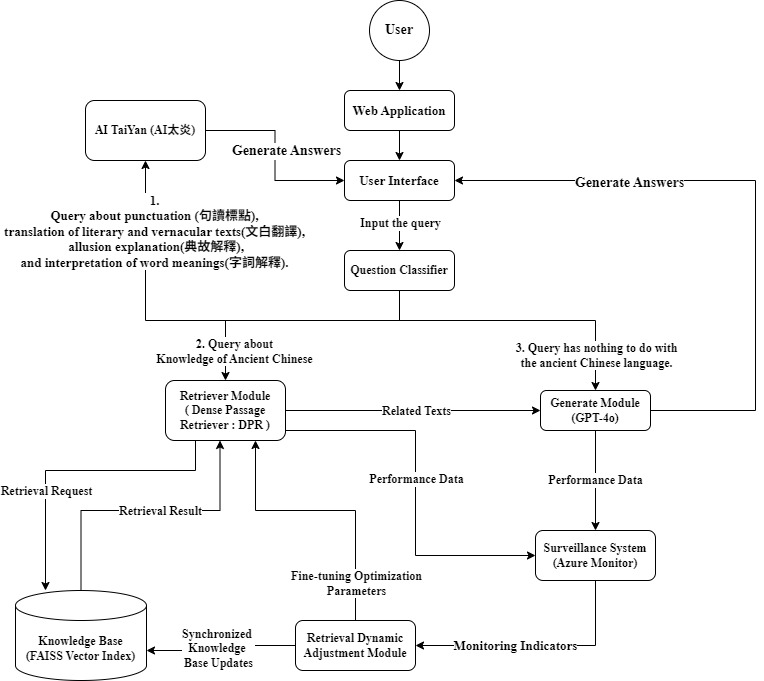 User
Web Application
AI TaiYan (AI太炎)
Generate Answers
User Interface
Generate Answers
1.
Query about punctuation (句讀標點),
translation of literary and vernacular texts(文白翻譯),
allusion explanation(典故解釋),
and interpretation of word meanings(字詞解釋).
Input the query
Question Classifier
2. Query about
Knowledge of Ancient Chinese
3. Query has nothing to do with
the ancient Chinese language.
Retriever Module
( Dense Passage
Retriever : DPR )
Related Texts
Generate Module
(GPT-4o)
Performance Data
Performance Data
Retrieval Request
Retrieval Result
Surveillance System
(Azure Monitor)
Fine-tuning Optimization
Parameters
Knowledge Base
(FAISS Vector Index)
Synchronized
Knowledge
Base Updates
Retrieval Dynamic
Adjustment Module
Monitoring Indicators